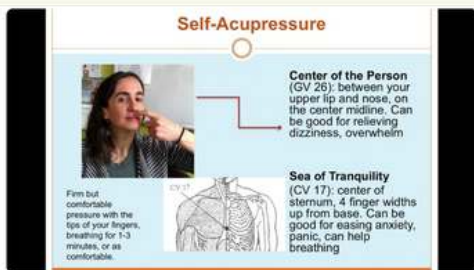 Self-Acupressure
Center of the Person
(GV 26): between your
upper lip and nose, on
the center midline. Can
be good for relieving
dizziness, overwhelm
Sea of Tranquility
(CV 17): center of
sternum, 4 finger widths
up from base. Can be
good for easing anxiety,
panic, can help
breathing
Firm but
comfortable
pressure with the
tips of your fingers,
breathing for 1-3
minutes, or as
comfortable.
CV 17